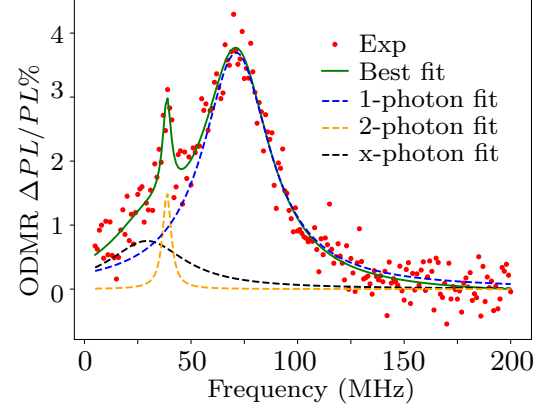 Exp
Best fit
1-photon fit
2-photon fit
x-photon fit
ODMR ΔPL/PL%
4
3
2
1
0
0 50 100 150 200
Frequency (MHz)